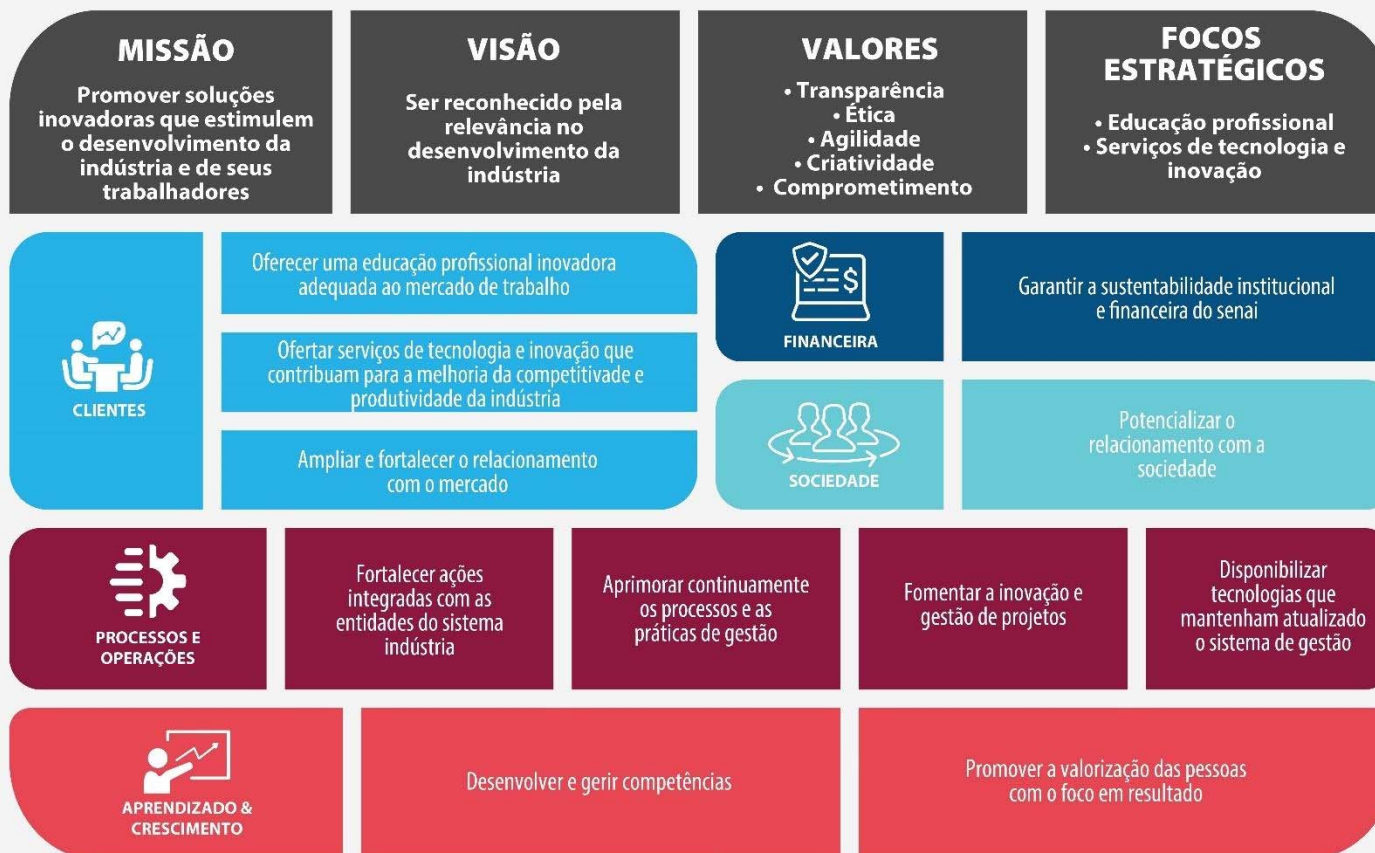 MISSÃO
Promover soluções
inovadoras que estimulem
o desenvolvimento da
indústria e de seus
trabalhadores
VISÃO
Ser reconhecido pela
relevância no
desenvolvimento da
indústria
VALORES
• Transparência
• Ética
• Agilidade
• Criatividade
• Comprometimento
FOCOS
ESTRATÉGICOS
• Educação profissional
• Serviços de tecnologia e
inovação
CLIENTES
Oferecer uma educação profissional inovadora
adequada ao mercado de trabalho
Ofertar serviços de tecnologia e inovação que
contribuam para a melhoria da competitivade e
produtividade da indústria
Ampliar e fortalecer o relacionamento
com o mercado
$
FINANCEIRA
Garantir a sustentabilidade institucional
e financeira do senai
SOCIEDADE
Potencializar o
relacionamento com a
sociedade
PROCESSOS E
OPERAÇÕES
Fortalecer ações
integradas com as
entidades do sistema
indústria
Aprimorar continuamente
os processos e as
práticas de gestão
Fomentar a inovação e
gestão de projetos
Disponibilizar
tecnologias que
mantenham atualizado
o sistema de gestão
APRENDIZADO &
CRESCIMENTO
Desenvolver e gerir competências
Promover a valorização das pessoas
com o foco em resultado